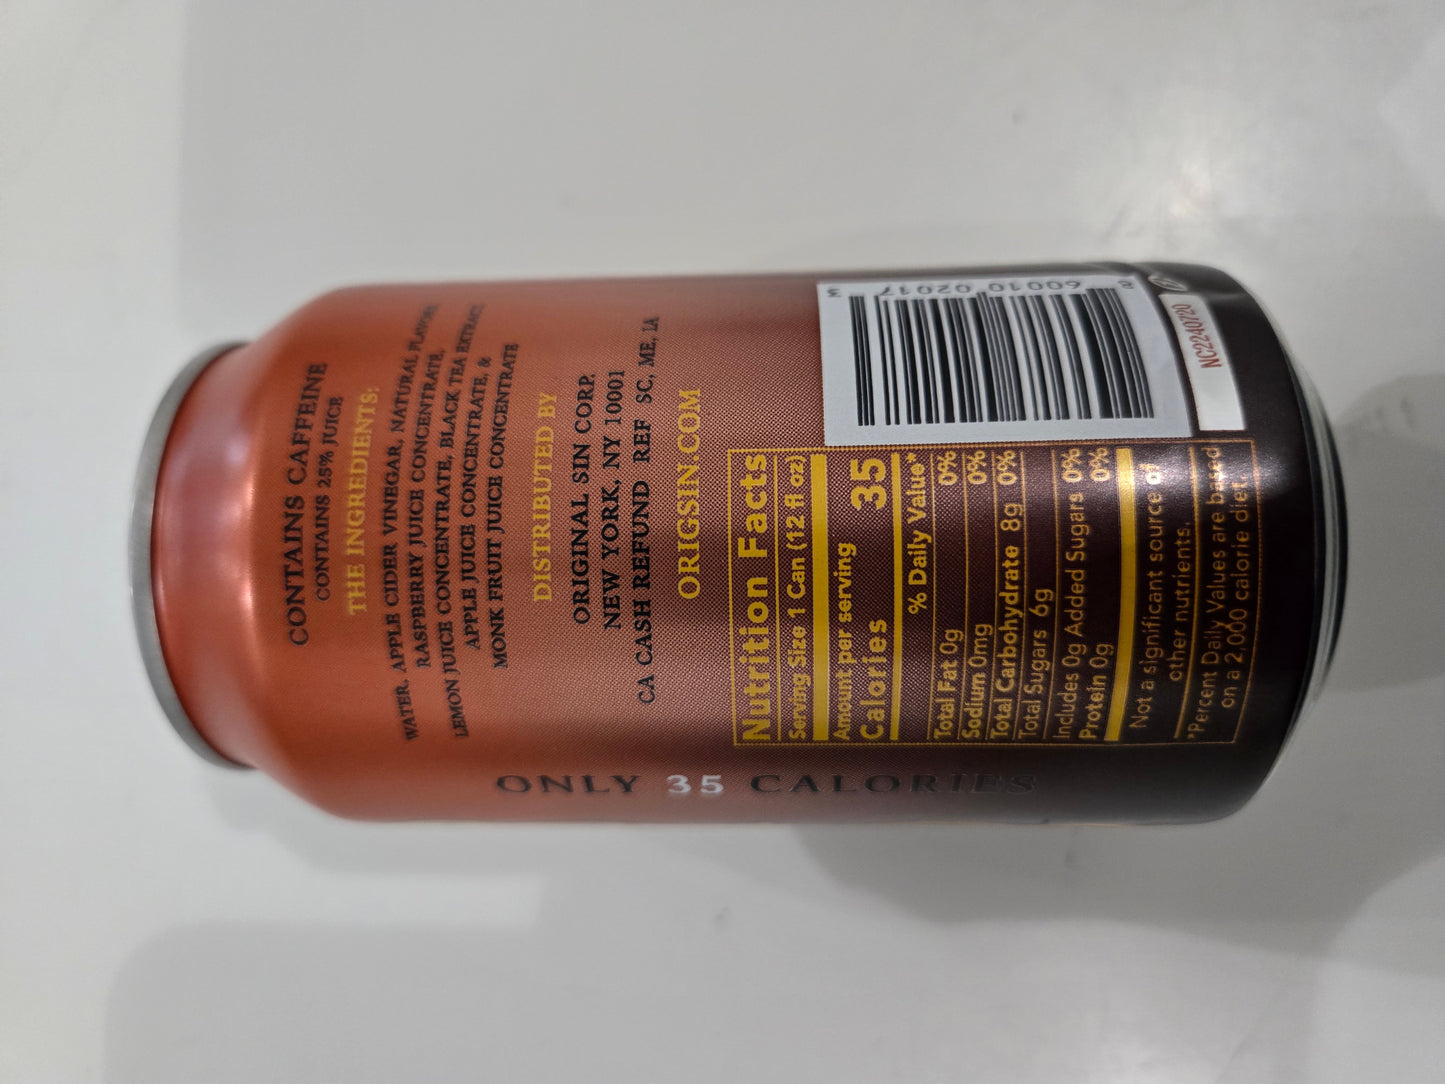 CONTAINS CAFFEINE
CONTAINS 25% JUICE
THE INGREDIENTS:
WATER, APPLE CIDER VINEGAR, NATURAL FLAVORS
RASPBERRY JUICE CONCENTRATE,
LEMON JUICE CONCENTRATE, BLACK TEA EXTRACT
APPLE JUICE CONCENTRATE, &
MONK FRUIT JUICE CONCENTRATE
DISTRIBUTED BY
ORIGINAL SIN CORP.
NEW YORK, NY 10001
CA CASH REFUND REF 5C, ME, IA
ORIGSIN.COM
Nutrition Facts
Serving Size 1 Can (12 fl oz)
Amount per serving
Calories 35
% Daily Value*
Total Fat 0g 0%
Sodium 0mg 0%
Total Carbohydrate 8g 0%
Total Sugars 6g
Includes 0g Added Sugars 0%
Protein 0g 0%
Not a significant source of
other nutrients.
*Percent Daily Values are based
on a 2,000 calorie diet.
ONLY 35 CALORIES
8 60010 02017 3
NC2240720